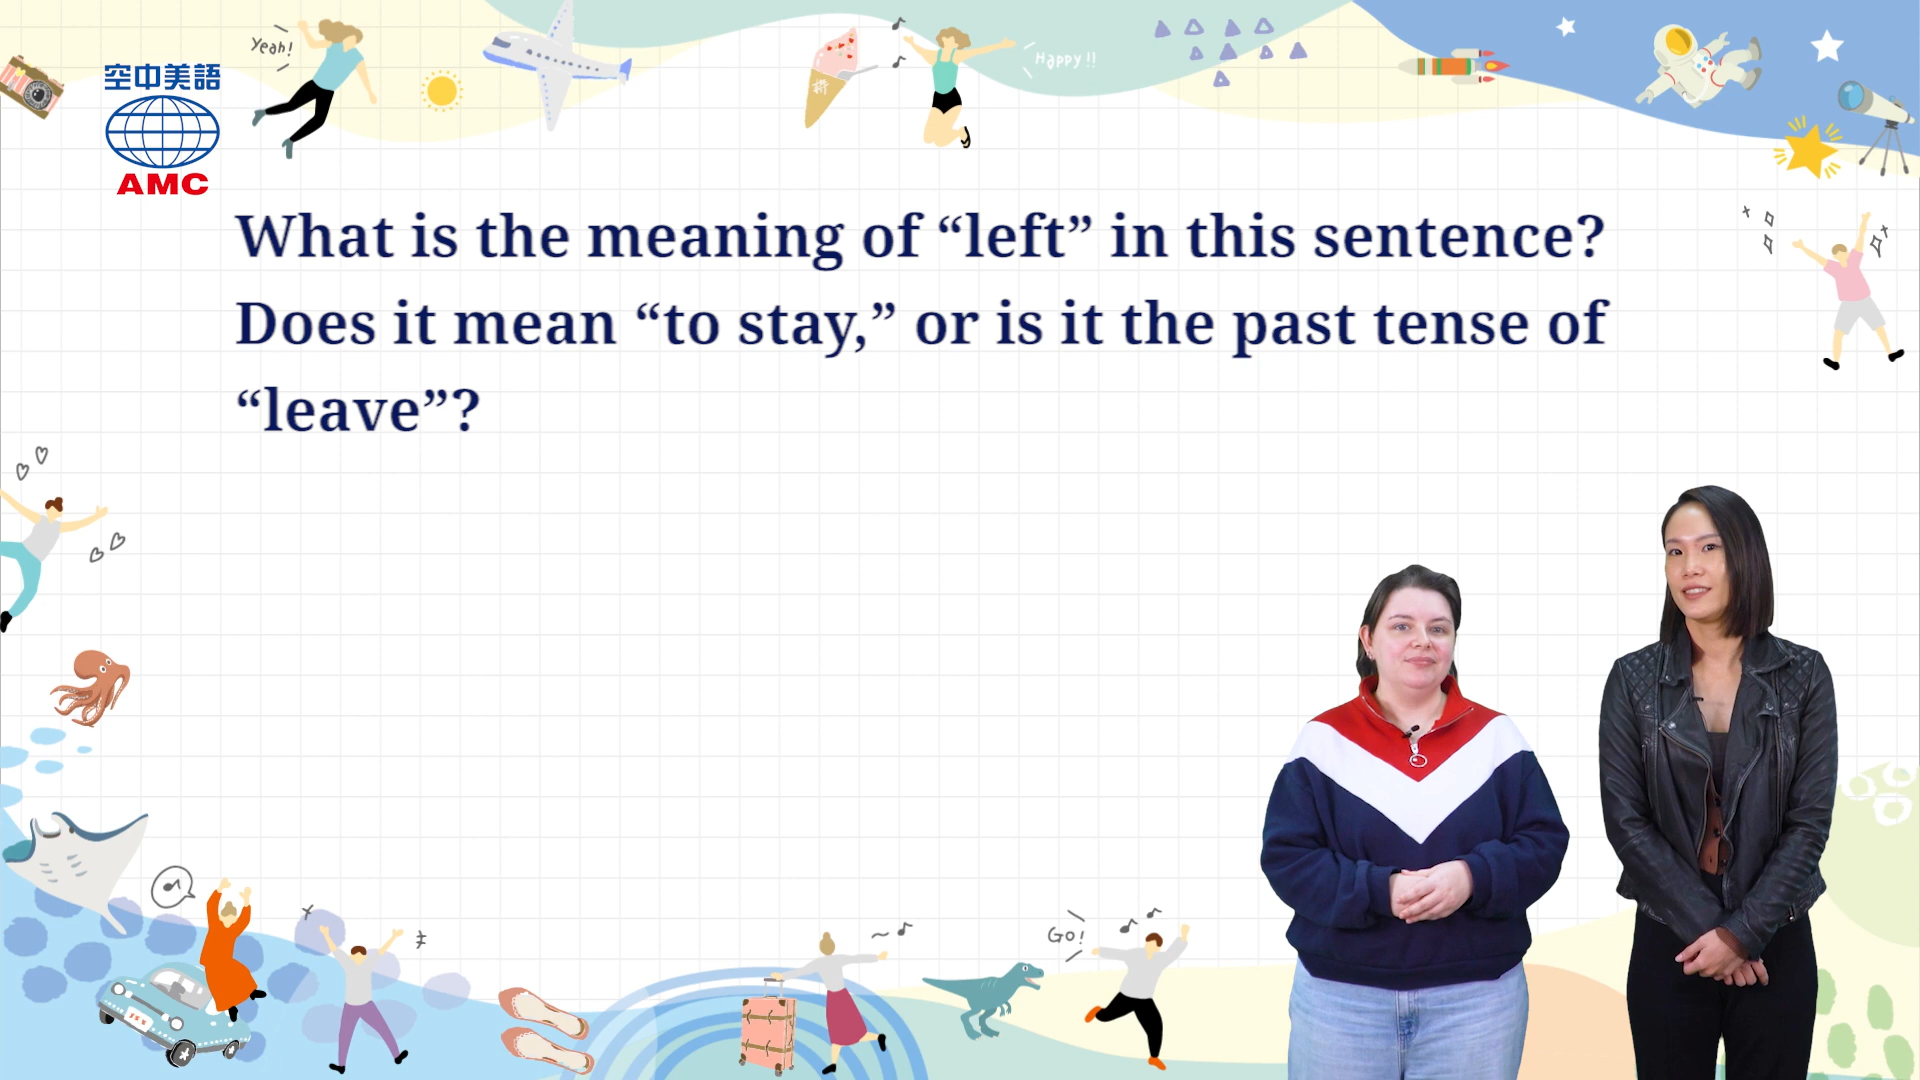 Yeah!
Happy!!
空中美語
AMC
What is the meaning of “left” in this sentence?
Does it mean “to stay,” or is it the past tense of
“leave”?
Go!